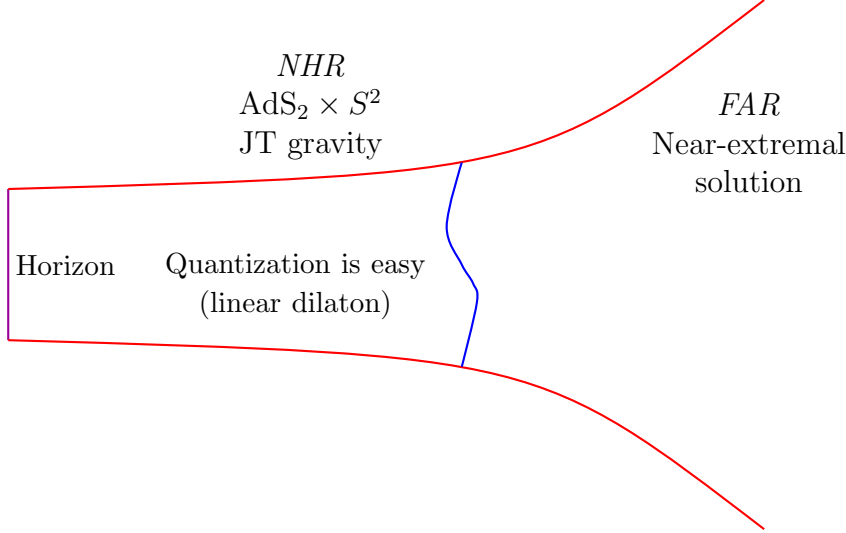 NHR
AdS₂ × S²
JT gravity
FAR
Near-extremal
solution
Horizon
Quantization is easy
(linear dilaton)